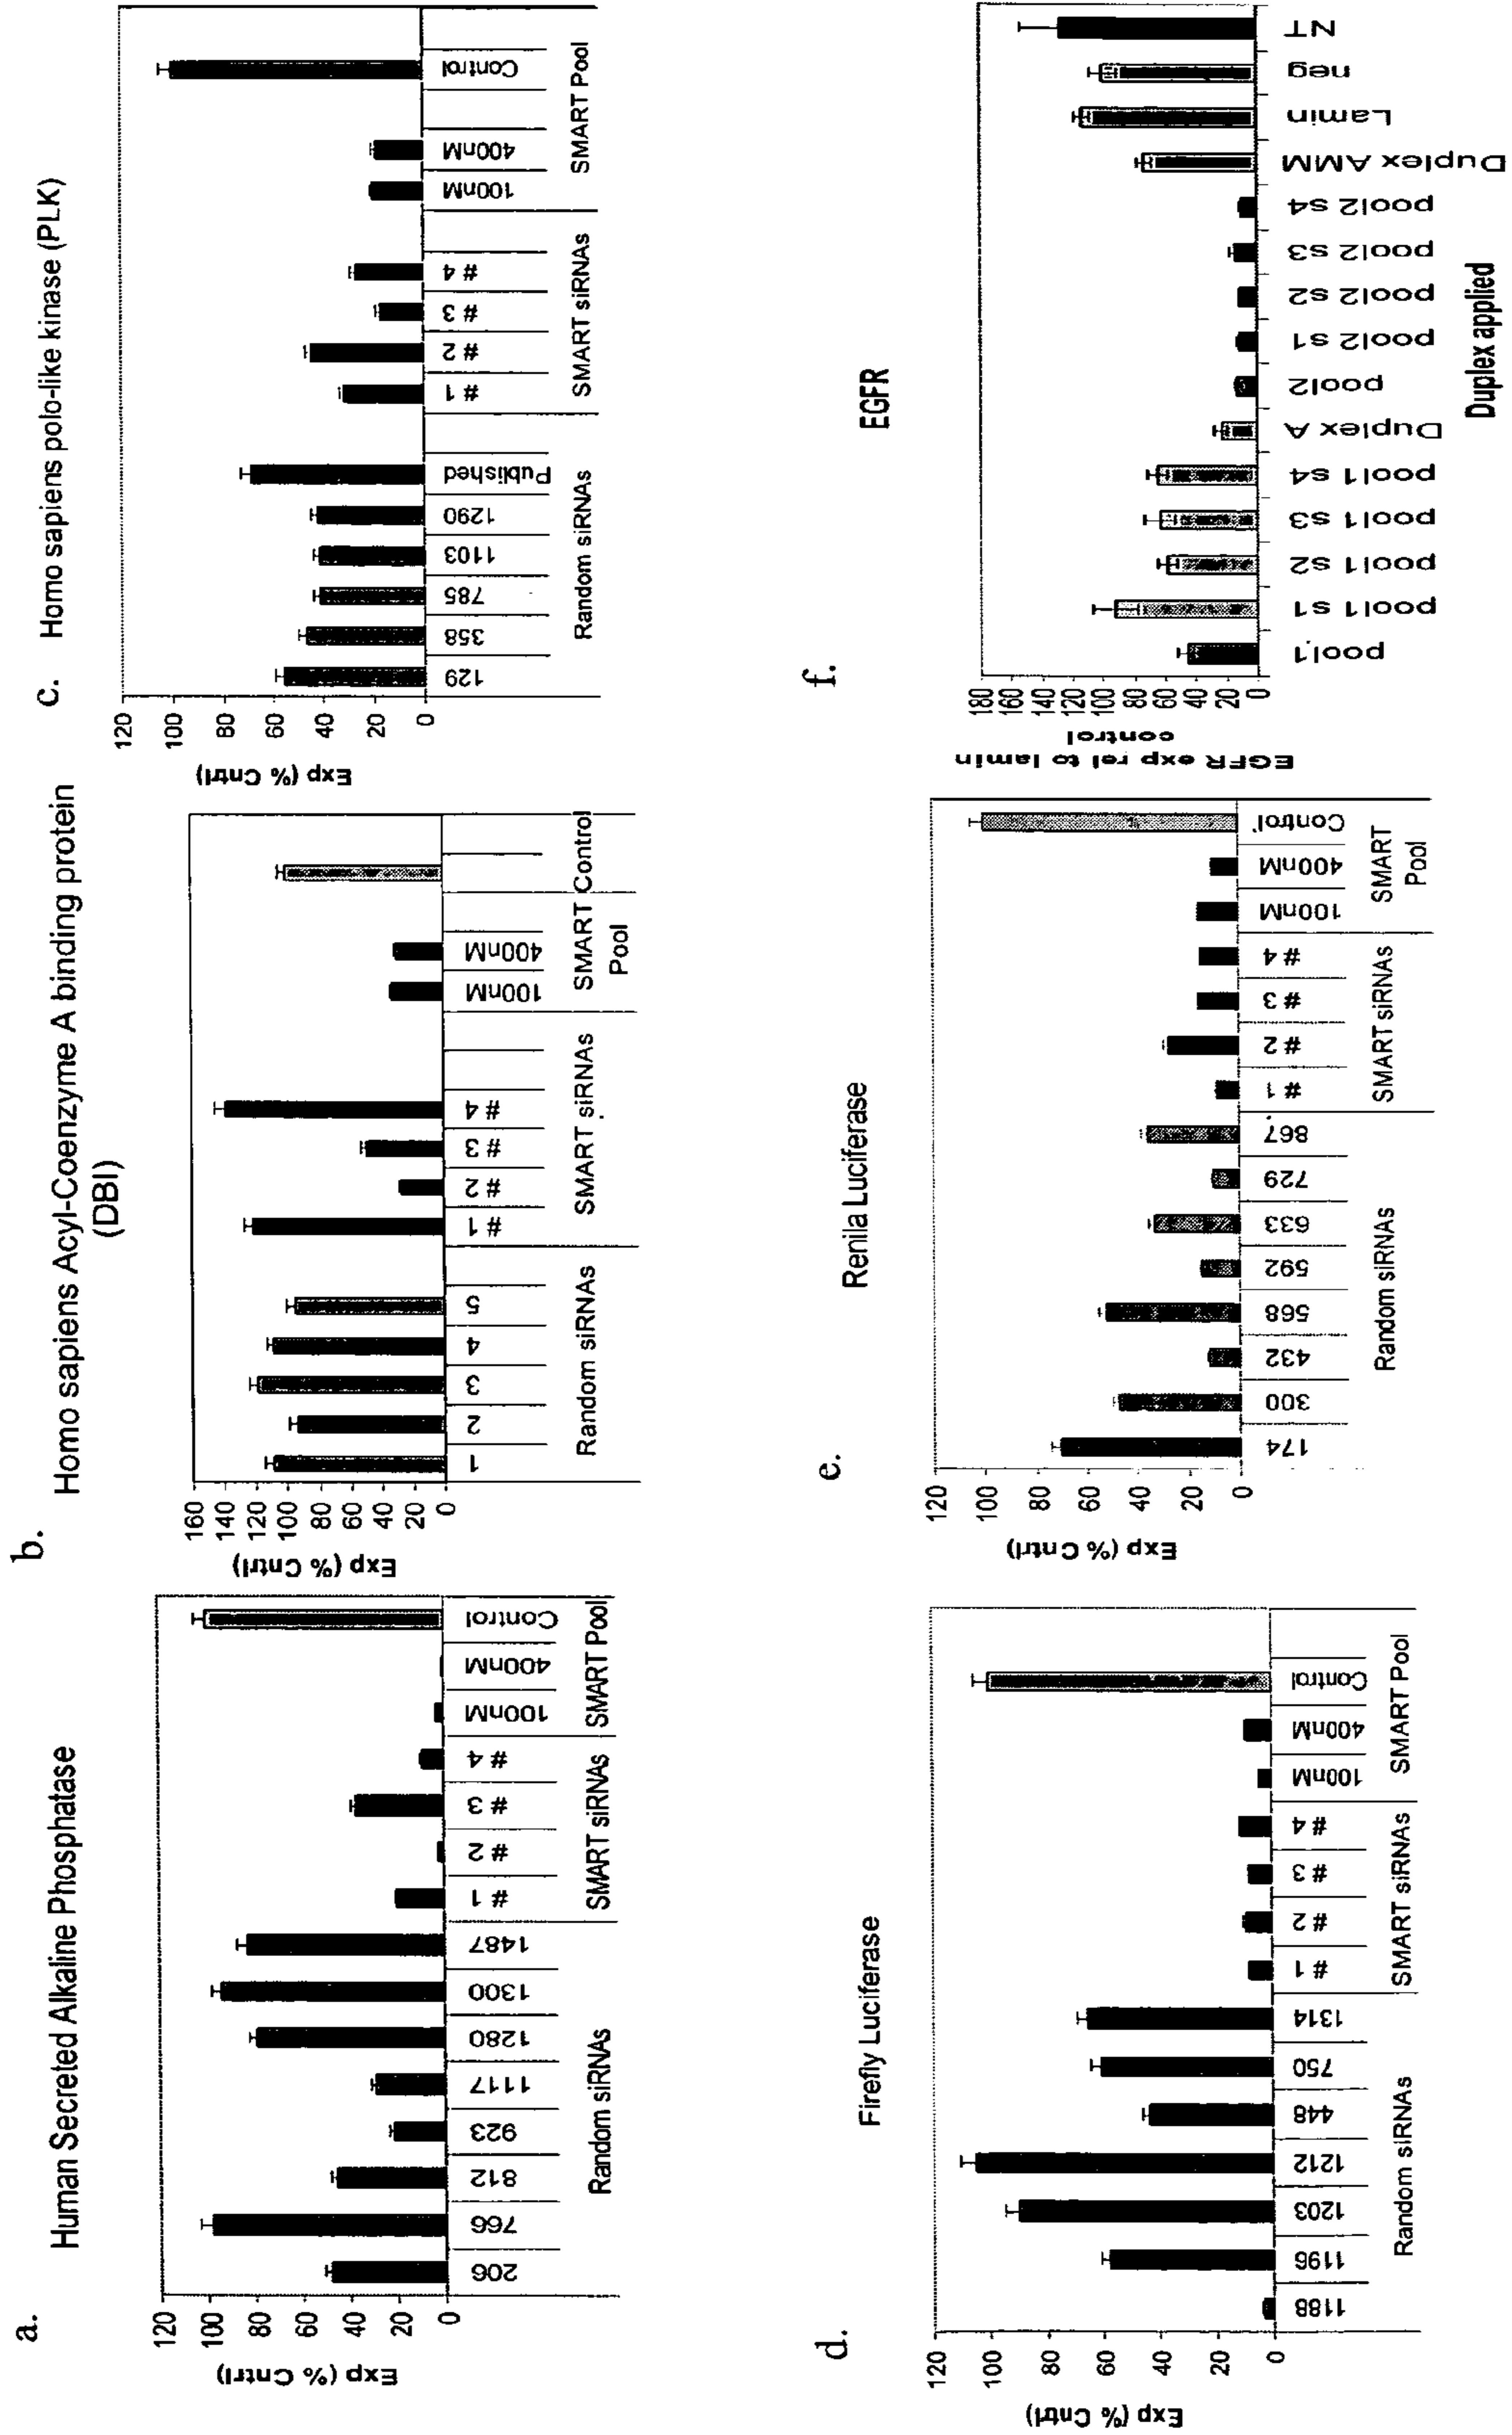 a.
Human Secreted Alkaline Phosphatase
Exp (% Cntrl)
120
100
80
60
40
20
0
206
766
812
923
1117
1280
1300
1487
# 1
# 2
# 3
# 4
100nM
400nM
Control
Random siRNAs
SMART siRNAs
SMART Pool
b.
Homo sapiens Acyl-Coenzyme A binding protein
(DBI)
Exp (% Cntrl)
160
140
120
100
80
60
40
20
0
1
2
3
4
5
# 1
# 2
# 3
# 4
100nM
400nM
Random siRNAs
SMART siRNAs
SMART Control
Pool
c.
Homo sapiens polo-like kinase (PLK)
Exp (% Cntrl)
120
100
80
60
40
20
0
129
358
785
1103
1290
Published
# 1
# 2
# 3
# 4
100nM
400nM
Control
Random siRNAs
SMART siRNAs
SMART Pool
d.
Firefly Luciferase
Exp (% Cntrl)
120
100
80
60
40
20
0
1188
1196
1203
1212
448
750
1314
# 1
# 2
# 3
# 4
100nM
400nM
Control
Random siRNAs
SMART siRNAs
SMART Pool
e.
Renila Luciferase
Exp (% Cntrl)
120
100
80
60
40
20
0
174
300
568
432
592
633
729
867
# 1
# 2
# 3
# 4
100nM
400nM
Control
Random siRNAs
SMART siRNAs
SMART
Pool
f.
EGFR
EGFR exp rel to lamin
control
180
160
140
120
100
80
60
40
20
0
pool1
pool1 s1
pool1 s2
pool1 s3
pool1 s4
Duplex A
pool2
pool2 s1
pool2 s2
pool2 s3
pool2 s4
Duplex AMM
Lamin
neg
NT
Duplex applied